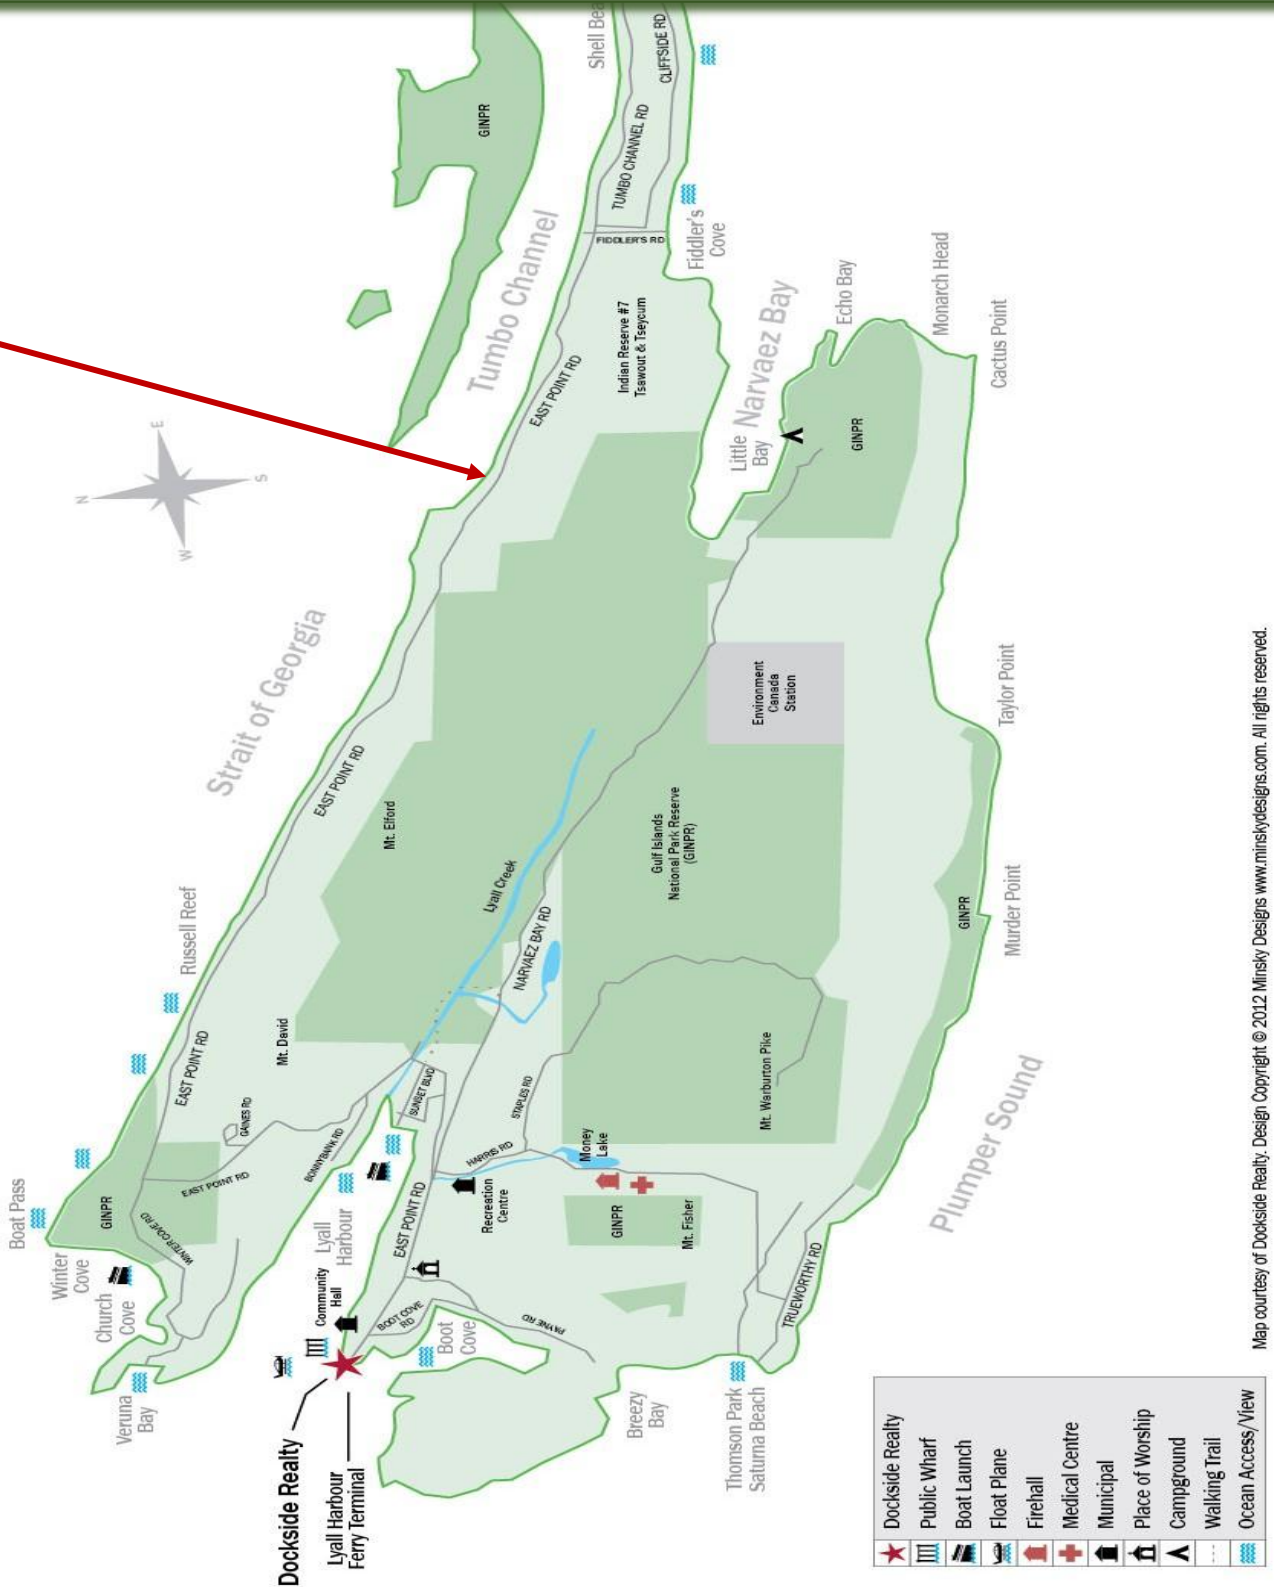 Shell Bea
CLIFFSIDE RD
TUMBO CHANNEL RD
GINPR
FIDDLER'S RD
Fiddler's
Cove
Tumbo Channel
Indian Reserve #7
Tsawout & Tseycum
EAST POINT RD
Little
Bay
Narvaez Bay
Echo Bay
Monarch Head
Cactus Point
GINPR
N
E
S
W
Strait of Georgia
EAST POINT RD
Mt. Elford
Environment
Canada
Station
Taylor Point
Gulf Islands
National Park Reserve
(GINPR)
Lyall Creek
NARVAEZ BAY RD
GINPR
Murder Point
Russell Reef
Mt. David
EAST POINT RD
GAINES RD
BONNYBANK RD
SUNSET BLVD
STAPLES RD
Mt. Warburton Pike
Plumper Sound
Boat Pass
GINPR
EAST POINT RD
WINTER COVE RD
Winter
Cove
Church
Cove
Veruna
Bay
Lyall
Harbour
Community
Hall
EAST POINT RD
HARRIS RD
Money
Lake
Recreation
Centre
GINPR
Mt. Fisher
BOOT COVE
RD
Boot
Cove
PAYNE RD
TRUEWORTHY RD
Breezy
Bay
Thomson Park
Saturna Beach
Dockside Realty
Lyall Harbour
Ferry Terminal
Dockside Realty
Public Wharf
Boat Launch
Float Plane
Firehall
Medical Centre
Municipal
Place of Worship
Campground
Walking Trail
Ocean Access/View
Map courtesy of Dockside Realty. Design Copyright © 2012 Minsky Designs www.minskydesigns.com. All rights reserved.